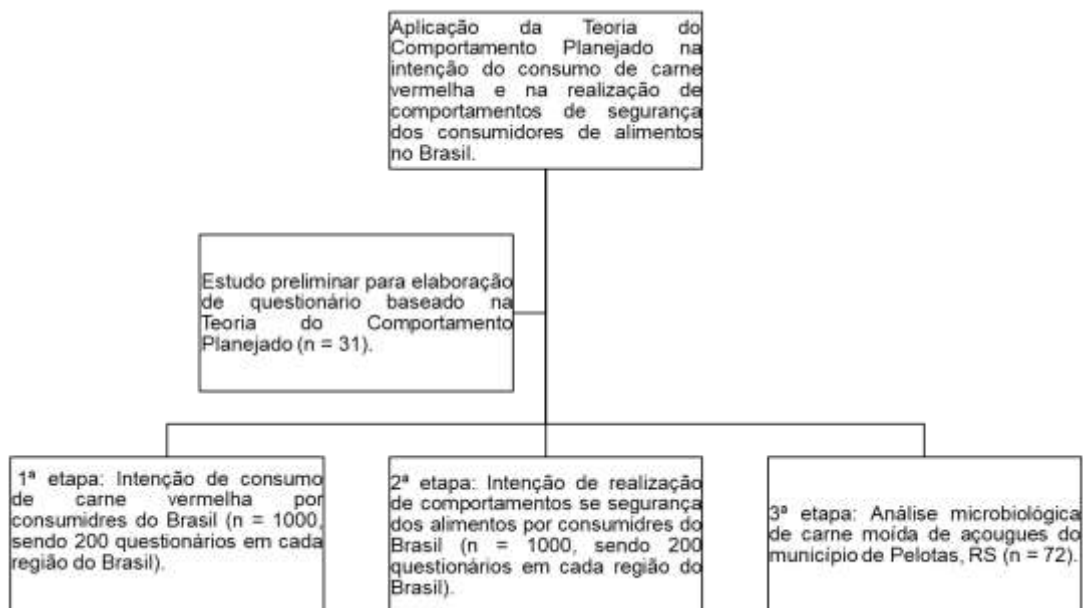 Aplicação da Teoria do
Comportamento Planejado na
intenção do consumo de carne
vermelha e na realização de
comportamentos de segurança
dos consumidores de alimentos
no Brasil.
Estudo preliminar para elaboração
de questionário baseado na
Teoria do Comportamento
Planejado (n = 31).
1ª etapa: Intenção de consumo
de carne vermelha por
consumidres do Brasil (n = 1000,
sendo 200 questionários em cada
região do Brasil).
2ª etapa: Intenção de realização
de comportamentos se segurança
dos alimentos por consumidres do
Brasil (n = 1000, sendo 200
questionários em cada região do
Brasil).
3ª etapa: Análise microbiológica
de carne moída de açougues do
município de Pelotas, RS (n = 72).